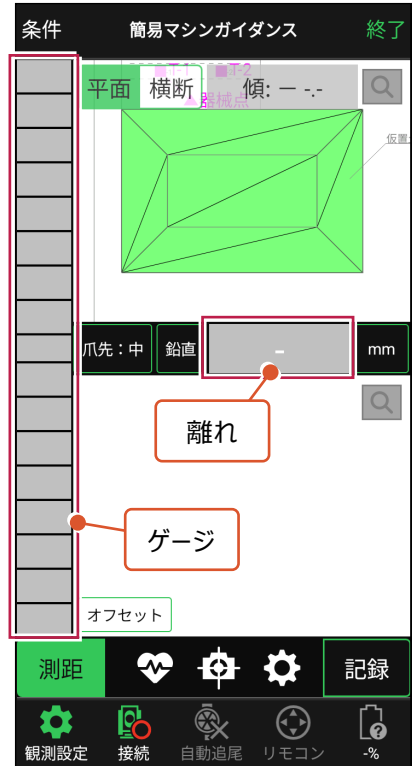 条件 簡易マシンガイダンス 終了
T-1 T-2
平面 横断 傾: － -.-
器械点
仮置
爪先：中 鉛直 - mm
離れ
ゲージ
オフセット
測距 記録
観測設定 接続 自動追尾 リモコン -%